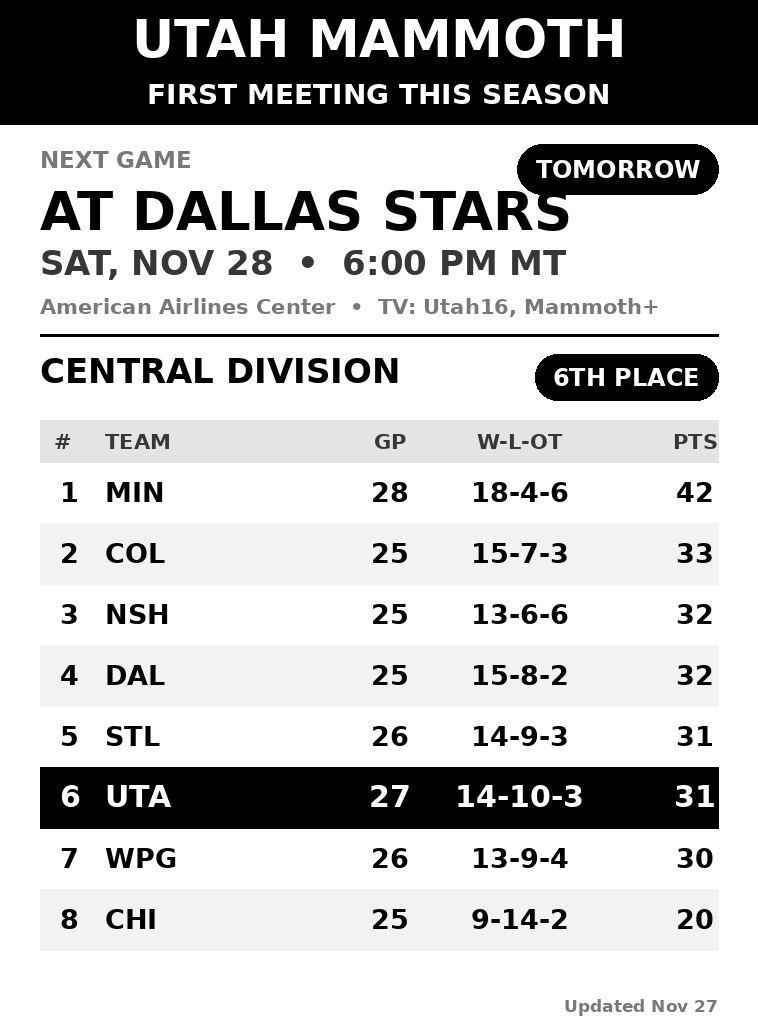 UTAH MAMMOTH
FIRST MEETING THIS SEASON
NEXT GAME
TOMORROW
AT DALLAS STARS
SAT, NOV 28 • 6:00 PM MT
American Airlines Center • TV: Utah16, Mammoth+
CENTRAL DIVISION
6TH PLACE
# TEAM GP W-L-OT PTS
1 MIN 28 18-4-6 42
2 COL 25 15-7-3 33
3 NSH 25 13-6-6 32
4 DAL 25 15-8-2 32
5 STL 26 14-9-3 31
6 UTA 27 14-10-3 31
7 WPG 26 13-9-4 30
8 CHI 25 9-14-2 20
Updated Nov 27